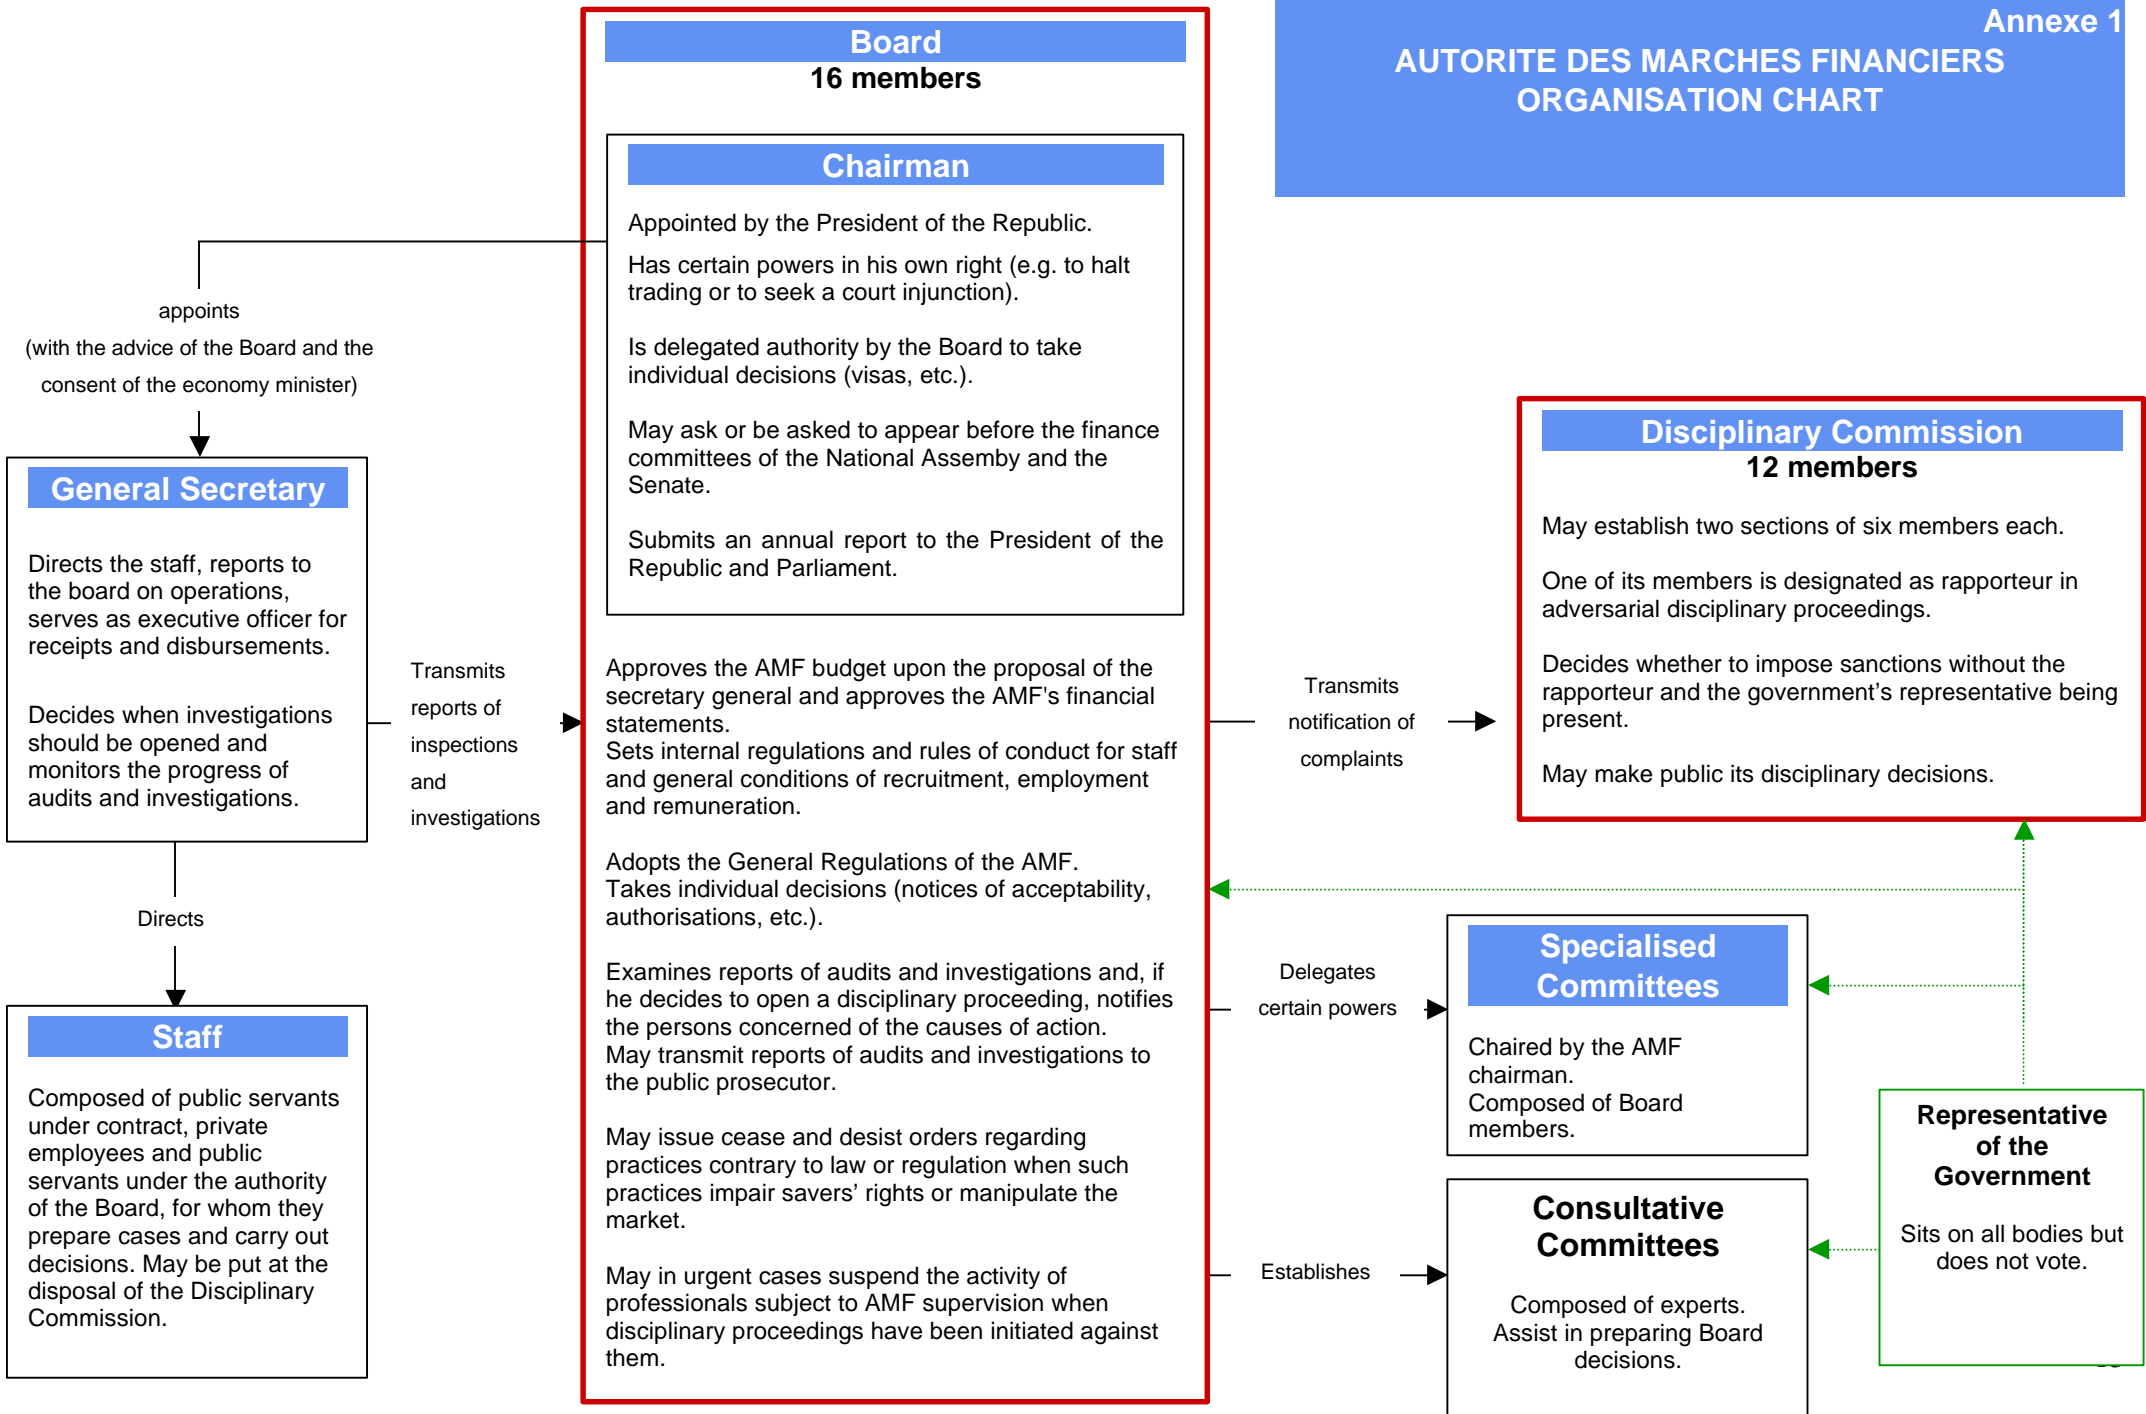 Annexe 1
AUTORITE DES MARCHES FINANCIERS
ORGANISATION CHART
Board
16 members
Chairman
Appointed by the President of the Republic.
Has certain powers in his own right (e.g. to halt
trading or to seek a court injunction).
Is delegated authority by the Board to take
individual decisions (visas, etc.).
May ask or be asked to appear before the finance
committees of the National Assemby and the
Senate.
Submits an annual report to the President of the
Republic and Parliament.
appoints
(with the advice of the Board and the
consent of the economy minister)
General Secretary
Directs the staff, reports to
the board on operations,
serves as executive officer for
receipts and disbursements.
Decides when investigations
should be opened and
monitors the progress of
audits and investigations.
Transmits
reports of
inspections
and
investigations
Directs
Staff
Composed of public servants
under contract, private
employees and public
servants under the authority
of the Board, for whom they
prepare cases and carry out
decisions. May be put at the
disposal of the Disciplinary
Commission.
Approves the AMF budget upon the proposal of the
secretary general and approves the AMF's financial
statements.
Sets internal regulations and rules of conduct for staff
and general conditions of recruitment, employment
and remuneration.
Adopts the General Regulations of the AMF.
Takes individual decisions (notices of acceptability,
authorisations, etc.).
Examines reports of audits and investigations and, if
he decides to open a disciplinary proceeding, notifies
the persons concerned of the causes of action.
May transmit reports of audits and investigations to
the public prosecutor.
May issue cease and desist orders regarding
practices contrary to law or regulation when such
practices impair savers’ rights or manipulate the
market.
May in urgent cases suspend the activity of
professionals subject to AMF supervision when
disciplinary proceedings have been initiated against
them.
Transmits
notification of
complaints
Disciplinary Commission
12 members
May establish two sections of six members each.
One of its members is designated as rapporteur in
adversarial disciplinary proceedings.
Decides whether to impose sanctions without the
rapporteur and the government’s representative being
present.
May make public its disciplinary decisions.
Delegates
certain powers
Specialised
Committees
Chaired by the AMF
chairman.
Composed of Board
members.
Establishes
Consultative
Committees
Composed of experts.
Assist in preparing Board
decisions.
Representative
of the
Government
Sits on all bodies but
does not vote.